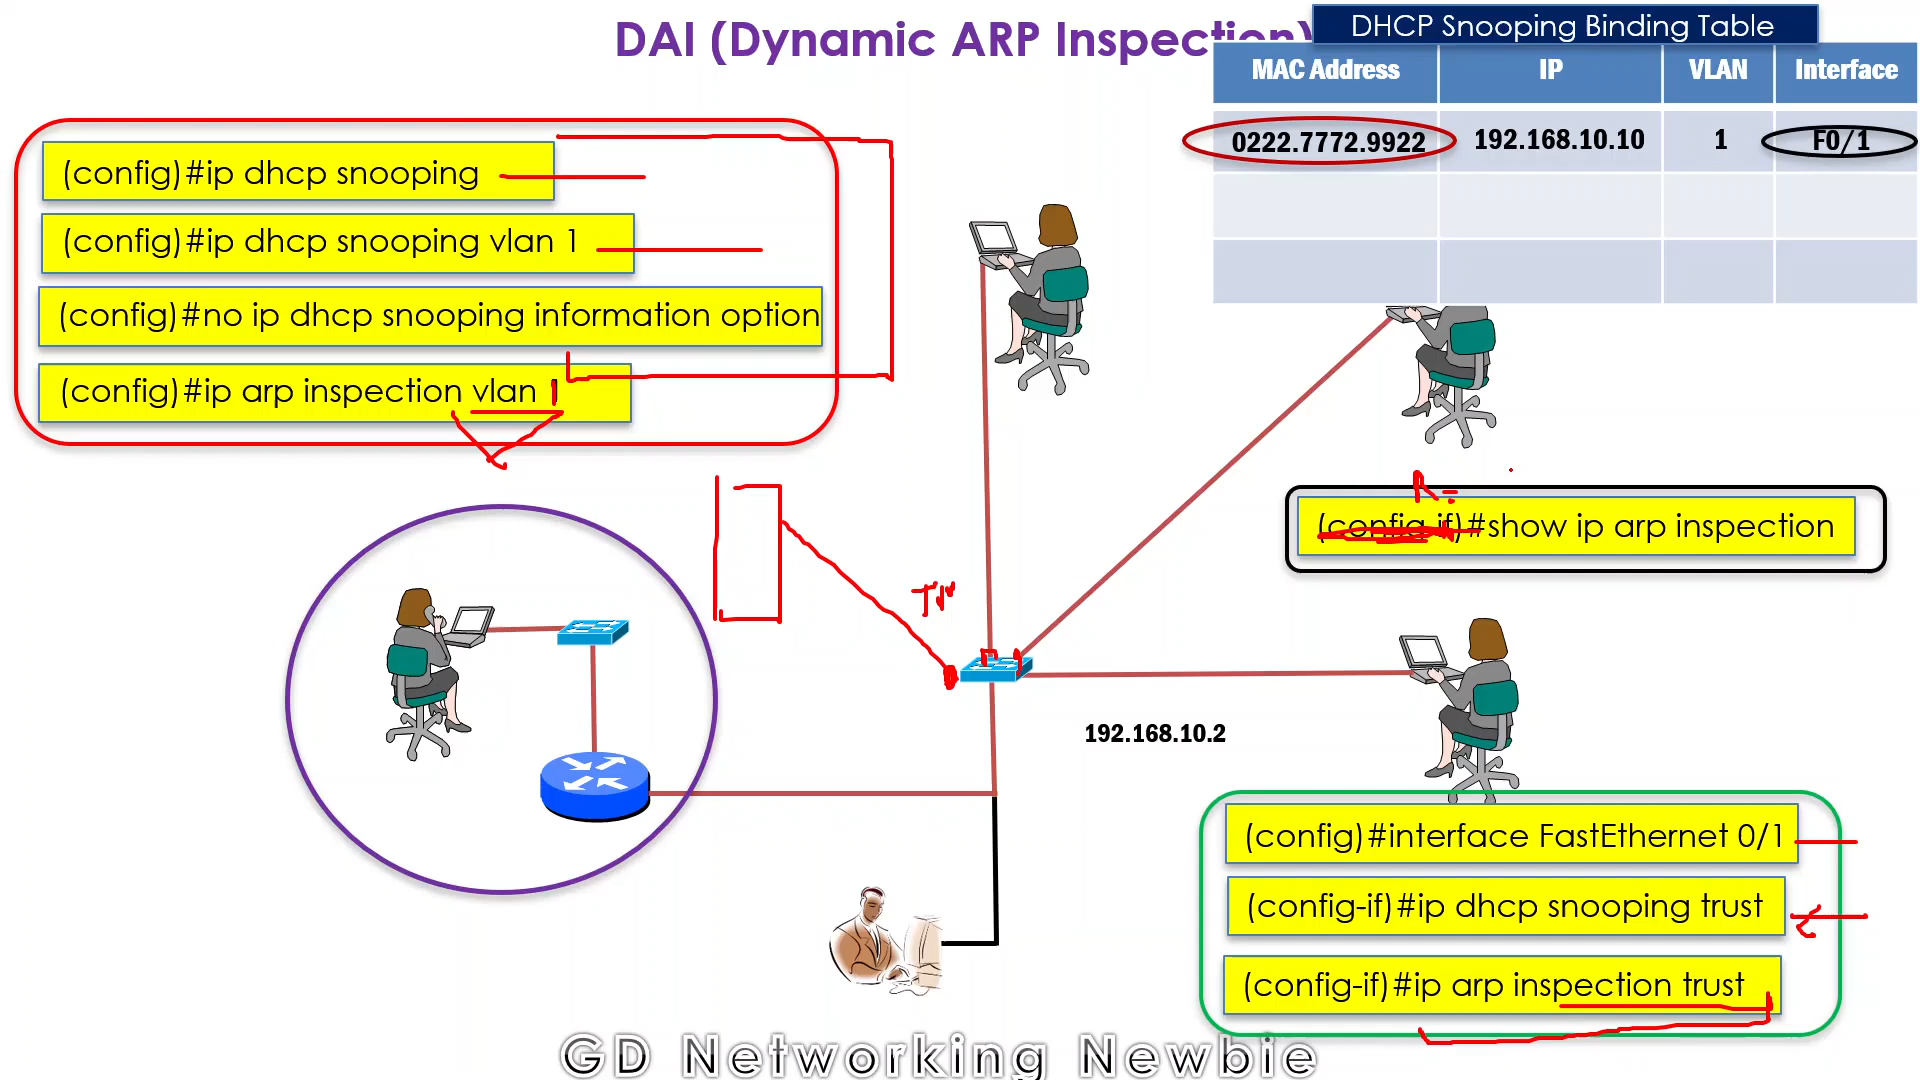 DAI (Dynamic ARP Inspection)
DHCP Snooping Binding Table
MAC Address IP VLAN Interface
0222.7772.9922 192.168.10.10 1 F0/1
(config)#ip dhcp snooping
(config)#ip dhcp snooping vlan 1
(config)#no ip dhcp snooping information option
(config)#ip arp inspection vlan 1
(config-if)#show ip arp inspection
192.168.10.2
(config)#interface FastEthernet 0/1
(config-if)#ip dhcp snooping trust
(config-if)#ip arp inspection trust
GD Networking Newbie